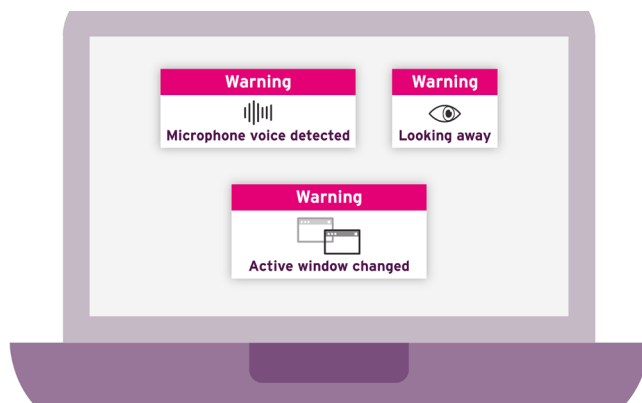 Warning
Microphone voice detected
Warning
Looking away
Warning
Active window changed